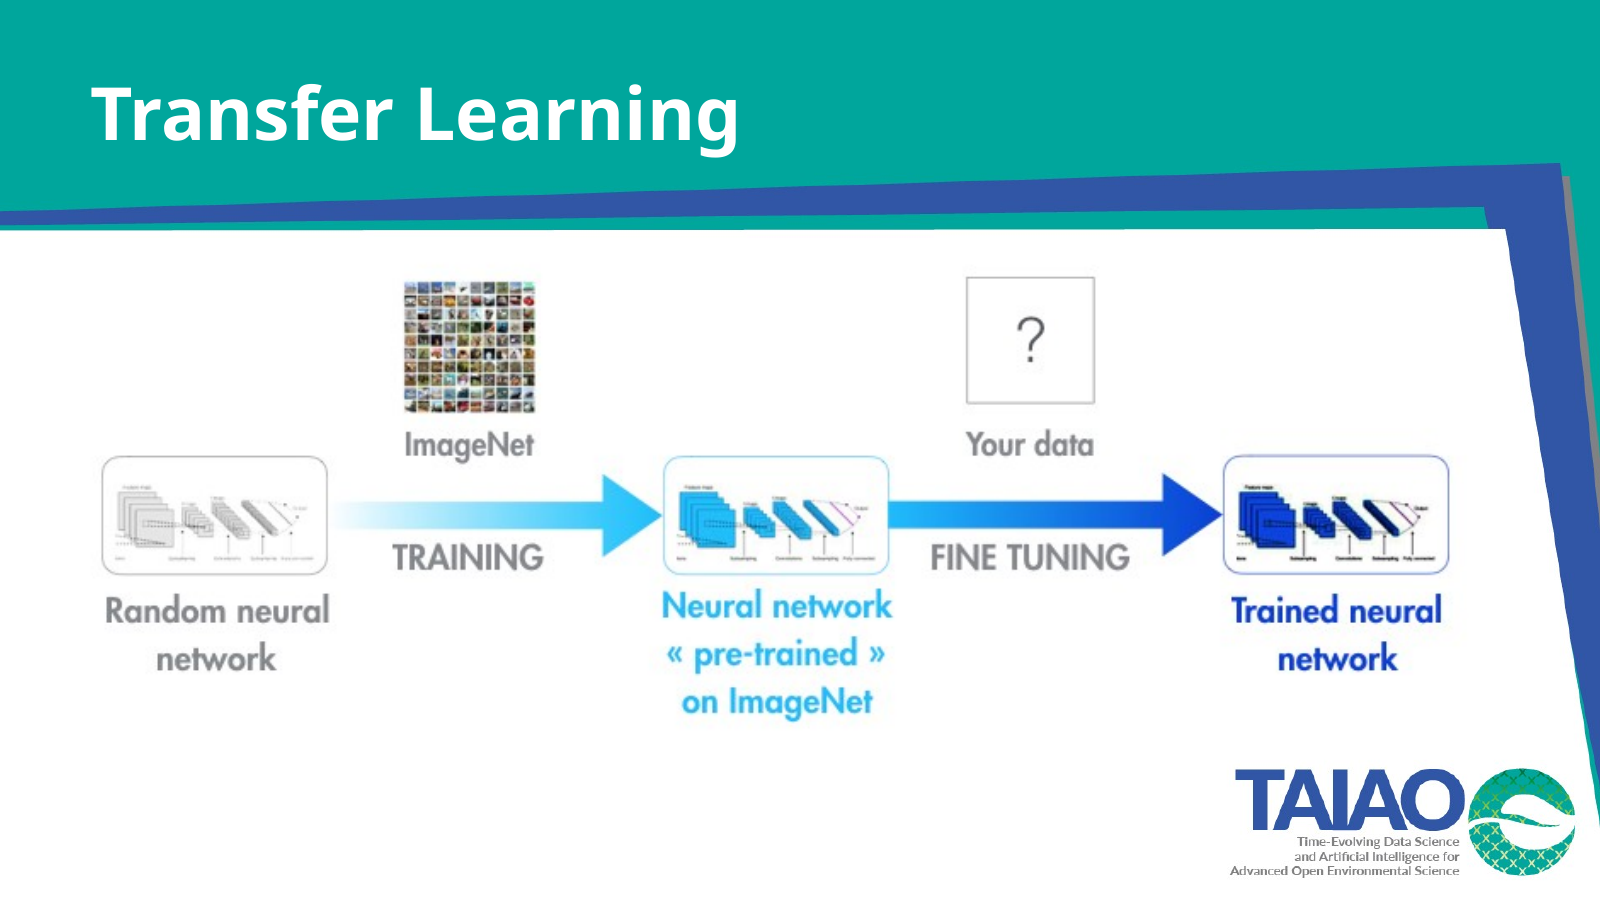 Transfer Learning
?
ImageNet
Your data
TRAINING
FINE TUNING
Random neural
network
Neural network
« pre-trained »
on ImageNet
Trained neural
network
TAIAO
Time-Evolving Data Science
and Artificial Intelligence for
Advanced Open Environmental Science